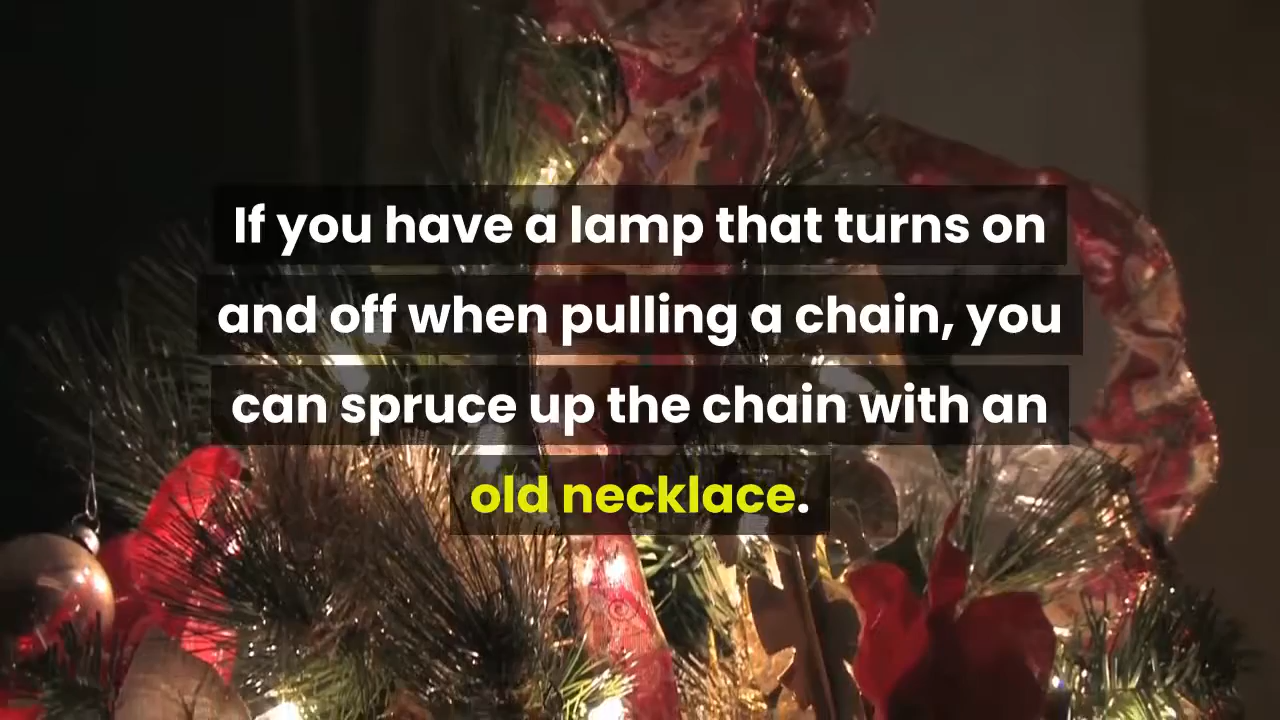 If you have a lamp that turns on
and off when pulling a chain, you
can spruce up the chain with an
old necklace.